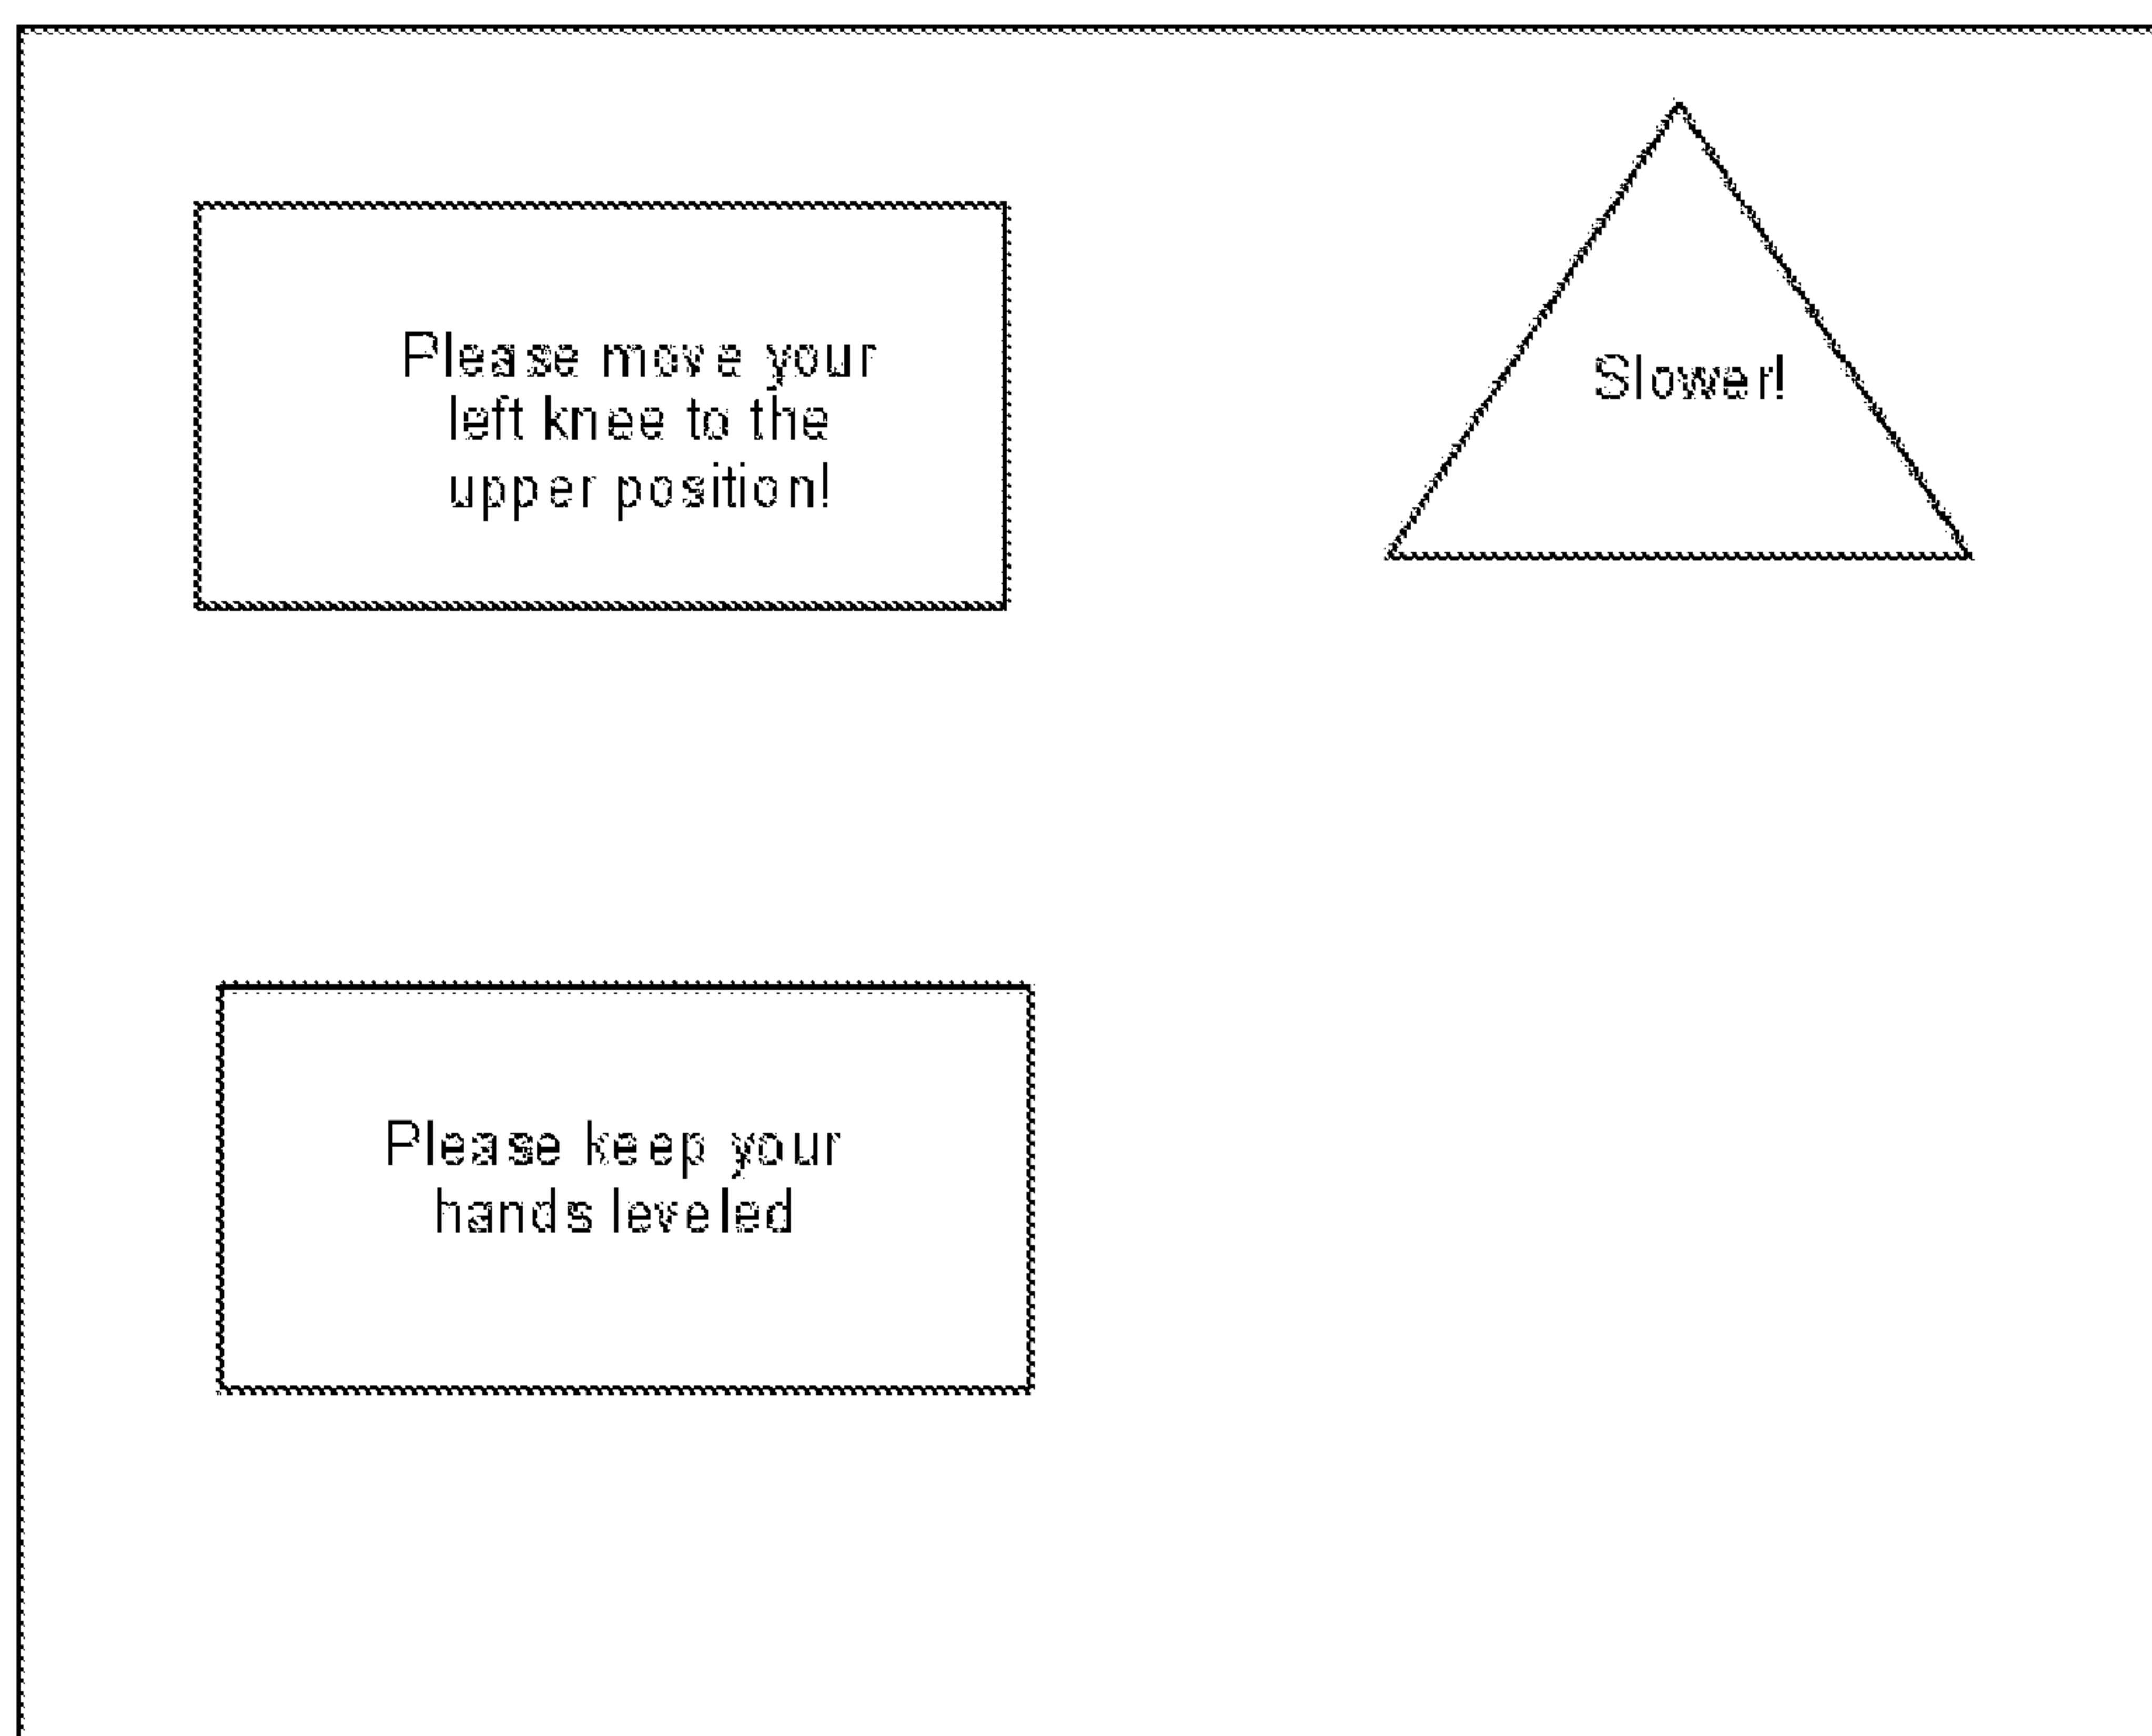 Please move your
left knee to the
upper position!
Slower!
Please keep your
hands leveled